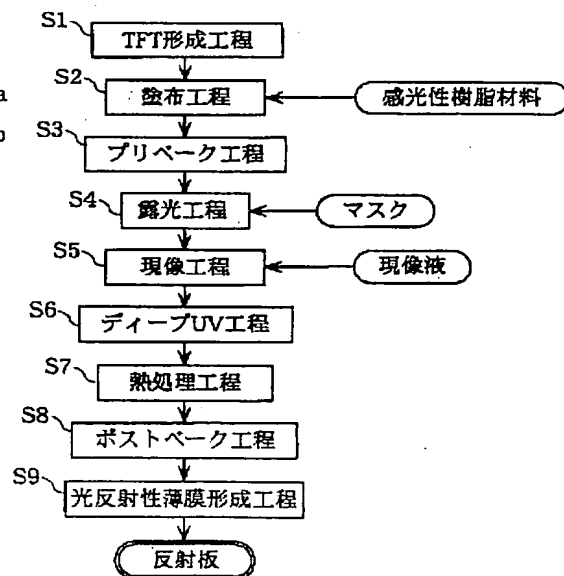 S1 TFT形成工程
S2 塗布工程 感光性樹脂材料
S3 プリベーク工程
S4 露光工程 マスク
S5 現像工程 現像液
S6 ディープUV工程
S7 熱処理工程
S8 ポストベーク工程
S9 光反射性薄膜形成工程
反射板